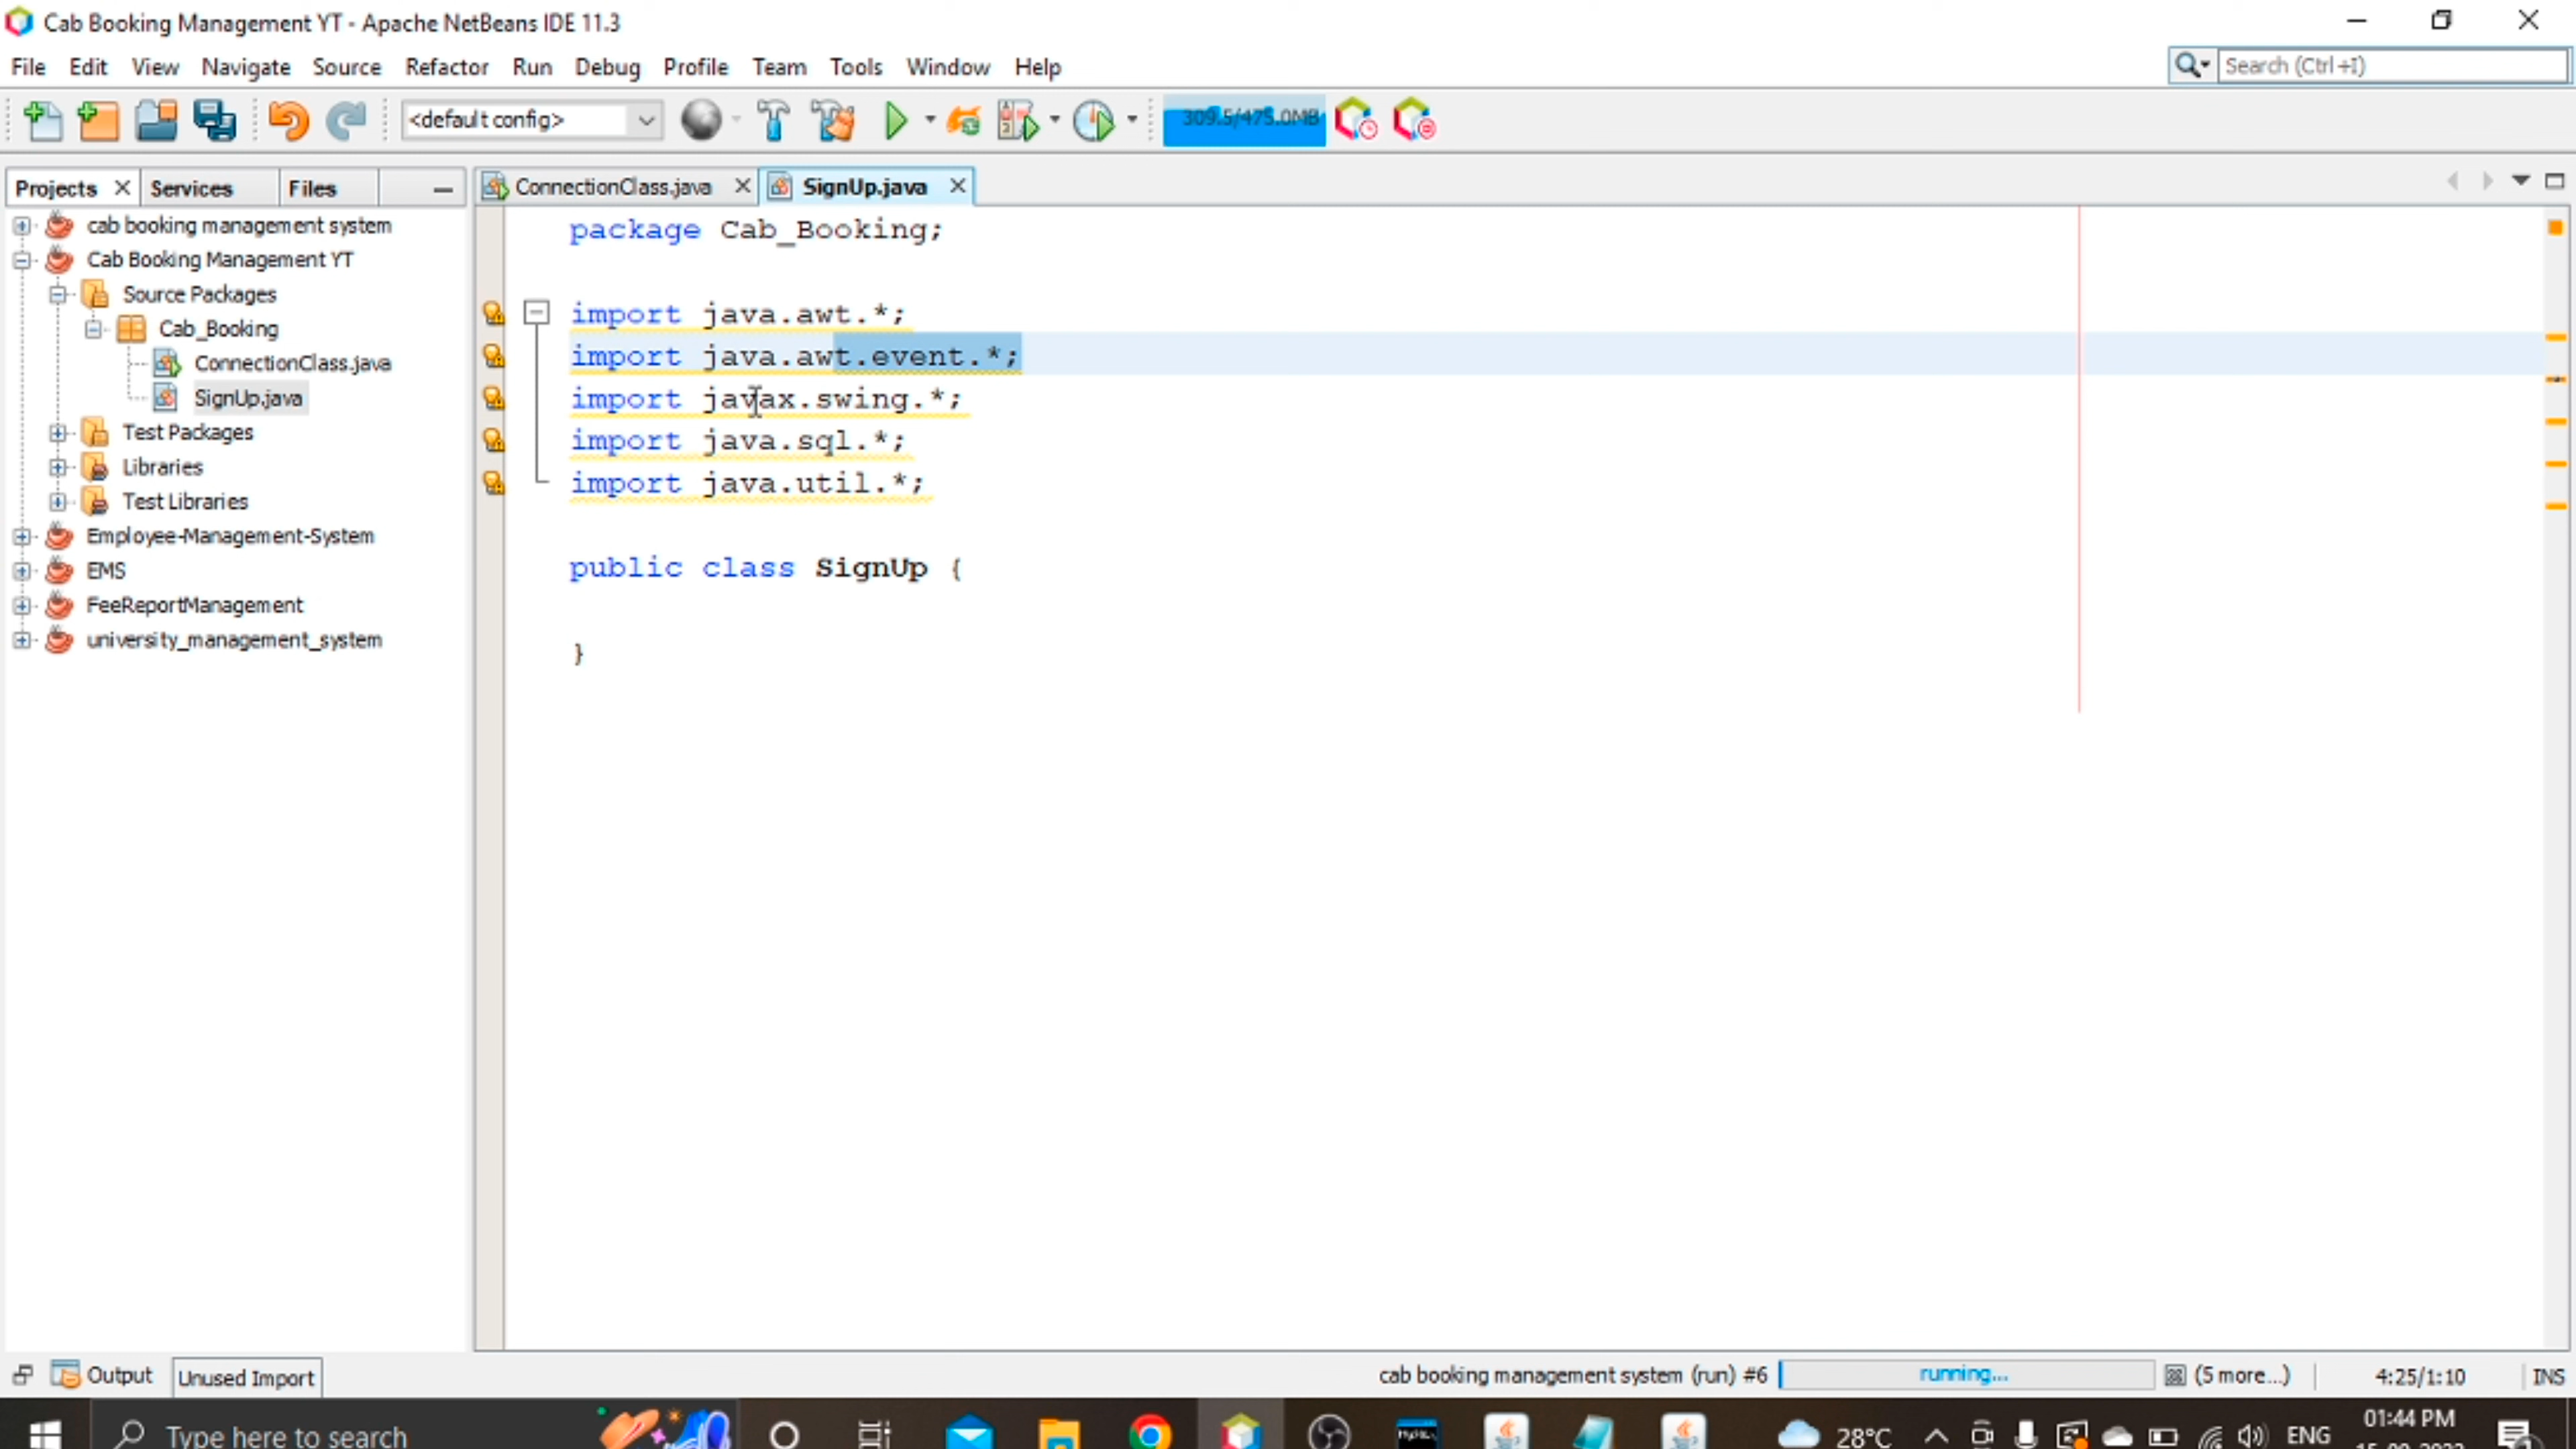 Cab Booking Management YT - Apache NetBeans IDE 11.3
File Edit View Navigate Source Refactor Run Debug Profile Team Tools Window Help
Search (Ctrl+I)
<default config>
309.5/475.0MB
Projects Services Files
ConnectionClass.java SignUp.java
cab booking management system
Cab Booking Management YT
Source Packages
Cab_Booking
ConnectionClass.java
SignUp.java
Test Packages
Libraries
Test Libraries
Employee-Management-System
EMS
FeeReportManagement
university_management_system
package Cab_Booking;
import java.awt.*;
import java.awt.event.*;
import javax.swing.*;
import java.sql.*;
import java.util.*;
public class SignUp {
}
Output Unused Import
cab booking management system (run) #6 running... (5 more...) 4:25/1:10 INS
Type here to search
28°C ENG
01:44 PM